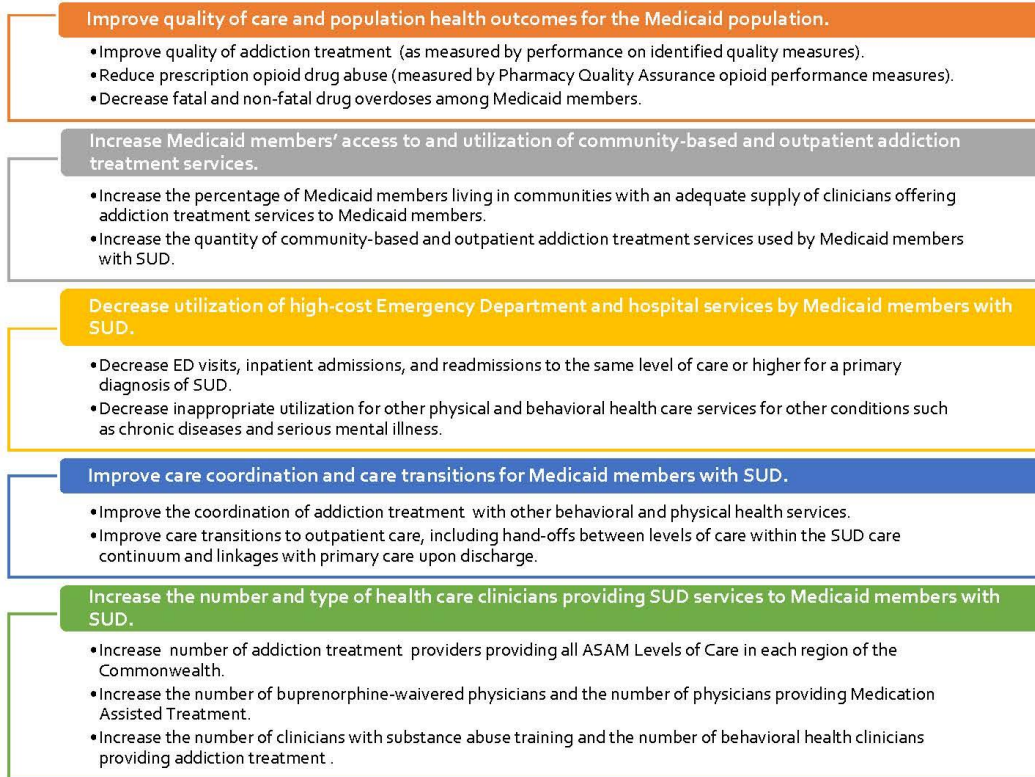 Improve quality of care and population health outcomes for the Medicaid population.
•Improve quality of addiction treatment (as measured by performance on identified quality measures).
•Reduce prescription opioid drug abuse (measured by Pharmacy Quality Assurance opioid performance measures).
•Decrease fatal and non-fatal drug overdoses among Medicaid members.
Increase Medicaid members' access to and utilization of community-based and outpatient addiction
treatment services.
•Increase the percentage of Medicaid members living in communities with an adequate supply of clinicians offering
addiction treatment services to Medicaid members.
•Increase the quantity of community-based and outpatient addiction treatment services used by Medicaid members
with SUD.
Decrease utilization of high-cost Emergency Department and hospital services by Medicaid members with
SUD.
•Decrease ED visits, inpatient admissions, and readmissions to the same level of care or higher for a primary
diagnosis of SUD.
•Decrease inappropriate utilization for other physical and behavioral health care services for other conditions such
as chronic diseases and serious mental illness.
Improve care coordination and care transitions for Medicaid members with SUD.
•Improve the coordination of addiction treatment with other behavioral and physical health services.
•Improve care transitions to outpatient care, including hand-offs between levels of care within the SUD care
continuum and linkages with primary care upon discharge.
Increase the number and type of health care clinicians providing SUD services to Medicaid members with
SUD.
•Increase number of addiction treatment providers providing all ASAM Levels of Care in each region of the
Commonwealth.
•Increase the number of buprenorphine-waivered physicians and the number of physicians providing Medication
Assisted Treatment.
•Increase the number of clinicians with substance abuse training and the number of behavioral health clinicians
providing addiction treatment .